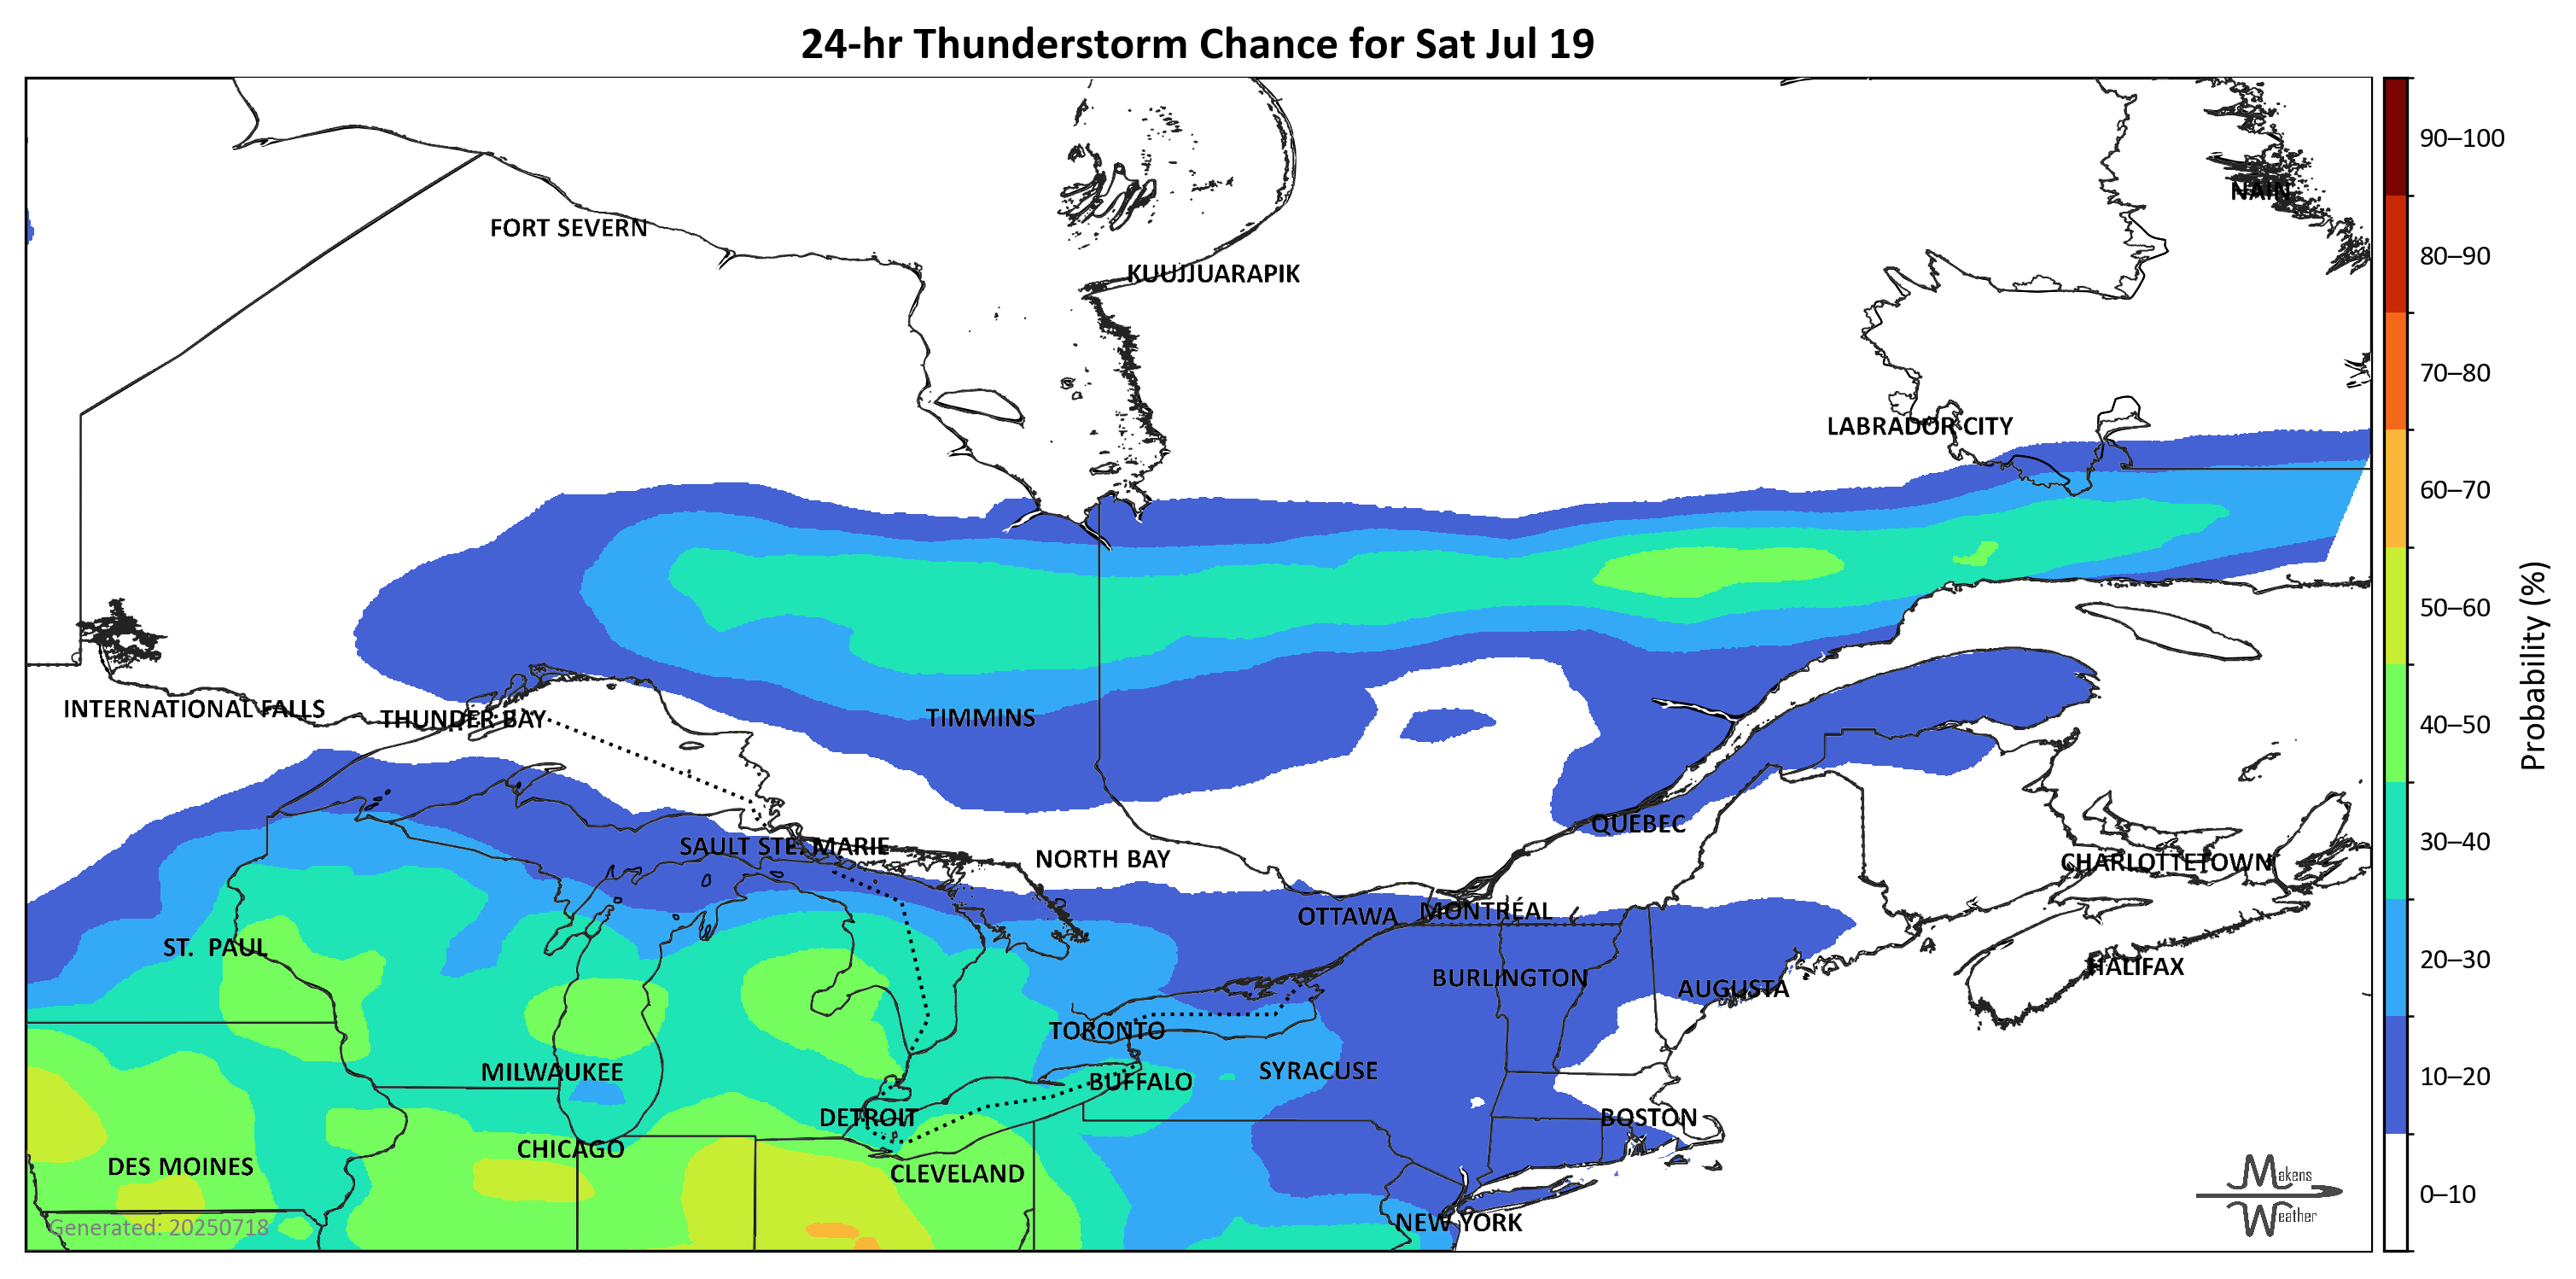 24-hr Thunderstorm Chance for Sat Jul 19
90–100
NAIN
FORT SEVERN
80–90
KUUJJUARAPIK
70–80
LABRADOR CITY
60–70
50–60
Probability (%)
INTERNATIONAL FALLS
THUNDER BAY
TIMMINS
40–50
QUEBEC
SAULT STE. MARIE
NORTH BAY
CHARLOTTETOWN
30–40
OTTAWA
MONTRÉAL
ST. PAUL
HALIFAX
20–30
BURLINGTON
AUGUSTA
TORONTO
MILWAUKEE
BUFFALO
SYRACUSE
10–20
DETROIT
BOSTON
CHICAGO
DES MOINES
CLEVELAND
Makens
Weather
0–10
Generated: 20250718
NEW YORK